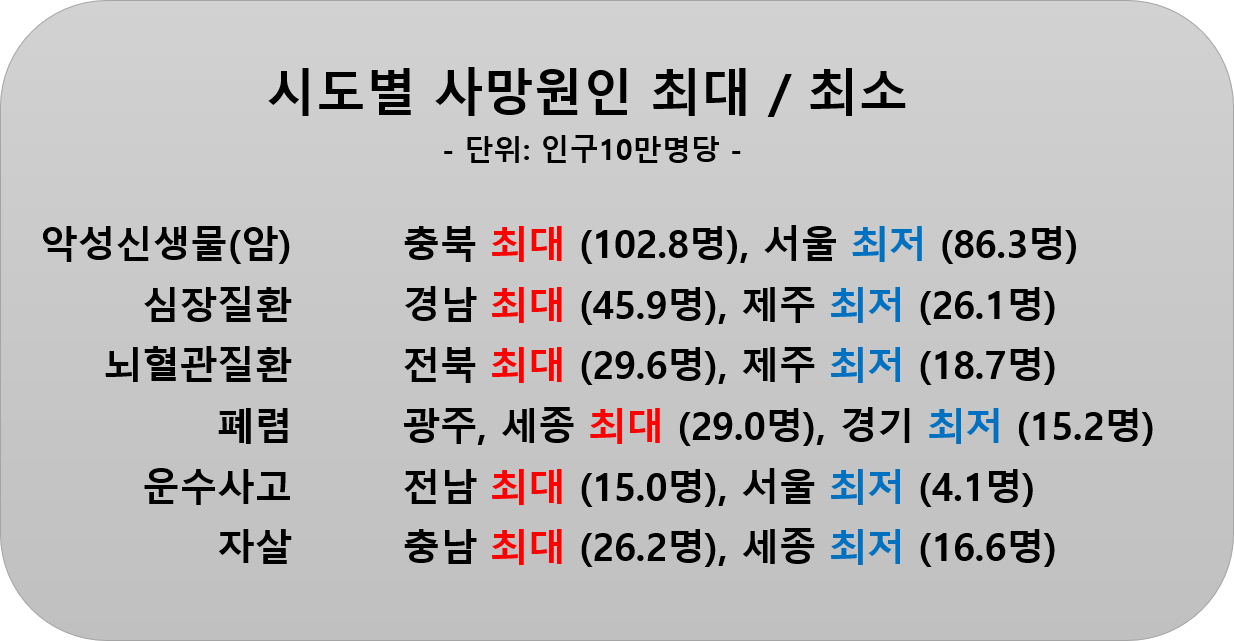 시도별 사망원인 최대 / 최소
- 단위: 인구10만명당 -
악성신생물(암) 충북 최대 (102.8명), 서울 최저 (86.3명)
심장질환 경남 최대 (45.9명), 제주 최저 (26.1명)
뇌혈관질환 전북 최대 (29.6명), 제주 최저 (18.7명)
폐렴 광주, 세종 최대 (29.0명), 경기 최저 (15.2명)
운수사고 전남 최대 (15.0명), 서울 최저 (4.1명)
자살 충남 최대 (26.2명), 세종 최저 (16.6명)